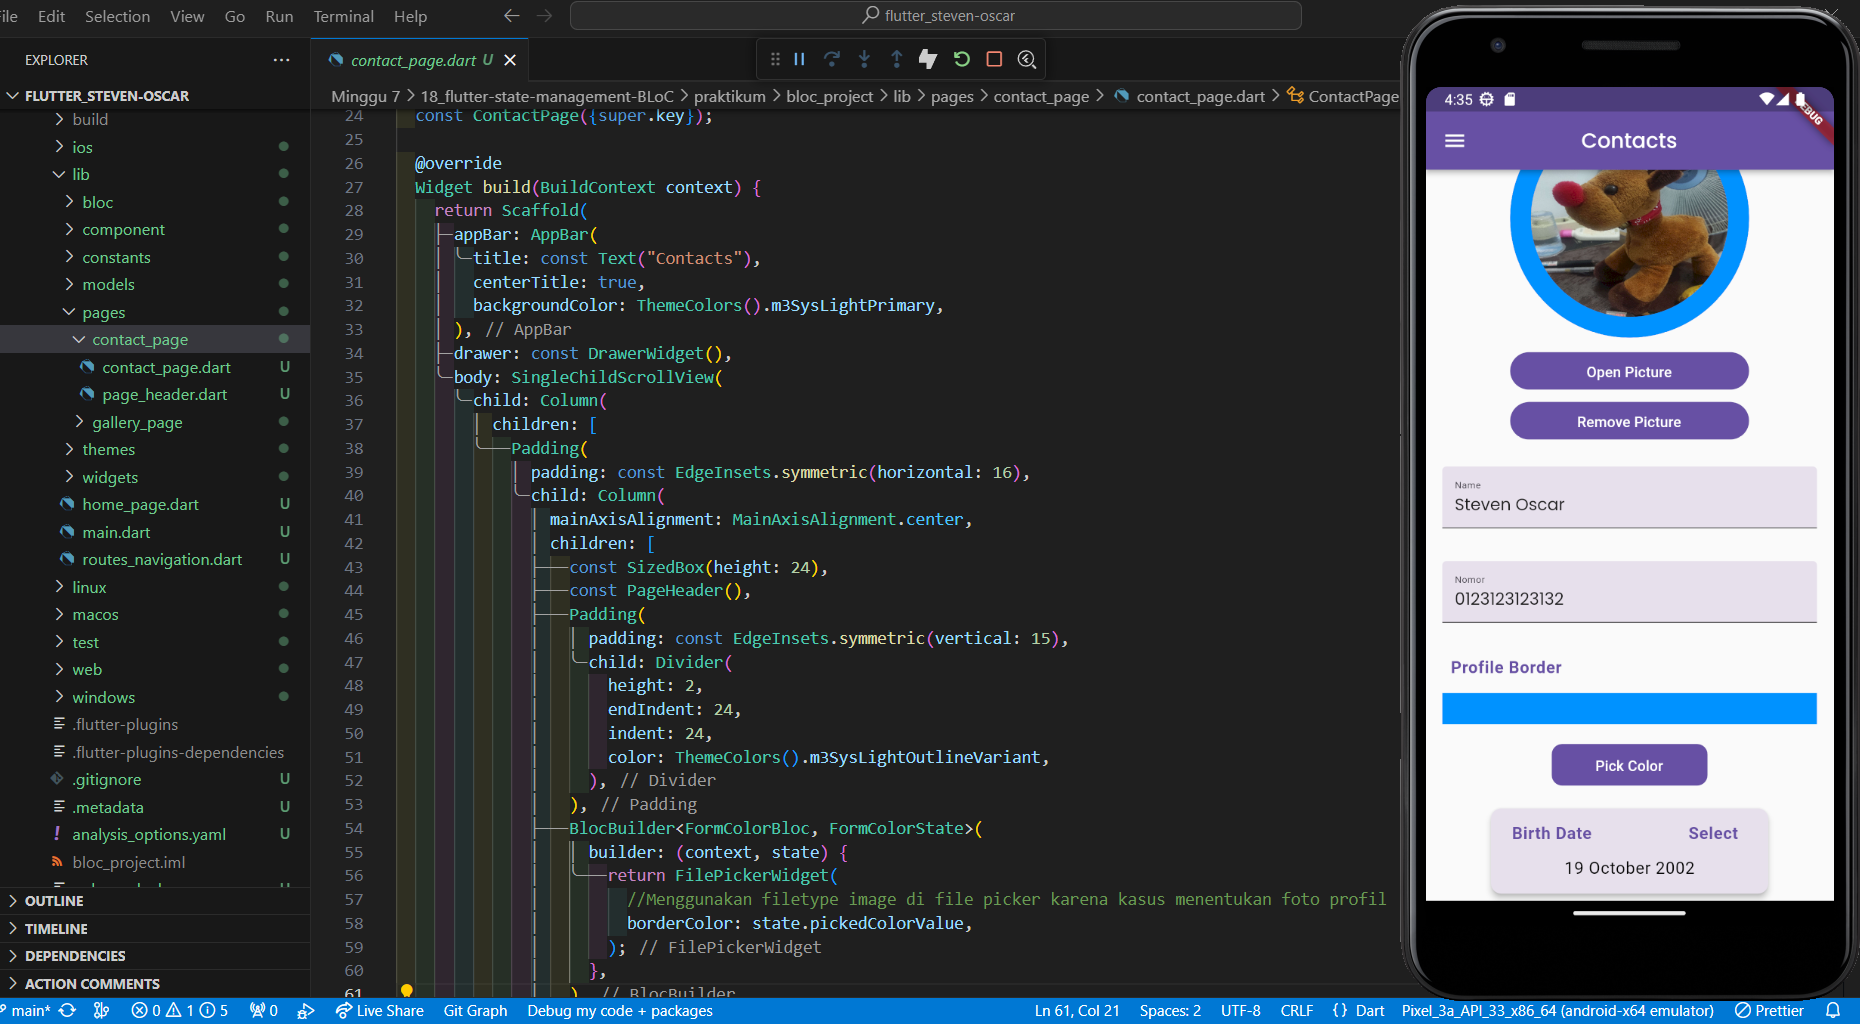 File Edit Selection View Go Run Terminal Help
flutter_steven-oscar
EXPLORER
FLUTTER_STEVEN-OSCAR
build
ios
lib
bloc
component
constants
models
pages
contact_page
contact_page.dart U
page_header.dart U
gallery_page
themes
widgets
home_page.dart U
main.dart U
routes_navigation.dart U
linux
macos
test
web
windows
.flutter-plugins
.flutter-plugins-dependencies
.gitignore U
.metadata U
analysis_options.yaml U
bloc_project.iml
OUTLINE
TIMELINE
DEPENDENCIES
ACTION COMMENTS
contact_page.dart U
Minggu 7 > 18_flutter-state-management-BLoC > praktikum > bloc_project > lib > pages > contact_page > contact_page.dart > ContactPage
24 const ContactPage({super.key});
25
26 @override
27 Widget build(BuildContext context) {
28 return Scaffold(
29 appBar: AppBar(
30 title: const Text("Contacts"),
31 centerTitle: true,
32 backgroundColor: ThemeColors().m3SysLightPrimary,
33 ), // AppBar
34 drawer: const DrawerWidget(),
35 body: SingleChildScrollView(
36 child: Column(
37 children: [
38 Padding(
39 padding: const EdgeInsets.symmetric(horizontal: 16),
40 child: Column(
41 mainAxisAlignment: MainAxisAlignment.center,
42 children: [
43 const SizedBox(height: 24),
44 const PageHeader(),
45 Padding(
46 padding: const EdgeInsets.symmetric(vertical: 15),
47 child: Divider(
48 height: 2,
49 endIndent: 24,
50 indent: 24,
51 color: ThemeColors().m3SysLightOutlineVariant,
52 ), // Divider
53 ), // Padding
54 BlocBuilder<FormColorBloc, FormColorState>(
55 builder: (context, state) {
56 return FilePickerWidget(
57 //Menggunakan filetype image di file picker karena kasus menentukan foto profil
58 borderColor: state.pickedColorValue,
59 ); // FilePickerWidget
60 },
61 ), // BlocBuilder
4:35
DEBUG
Contacts
Open Picture
Remove Picture
Name
Steven Oscar
Nomor
0123123123132
Profile Border
Pick Color
Birth Date Select
19 October 2002
main* 0 1 5 0 Live Share Git Graph Debug my code + packages Ln 61, Col 21 Spaces: 2 UTF-8 CRLF {} Dart Pixel_3a_API_33_x86_64 (android-x64 emulator) Prettier